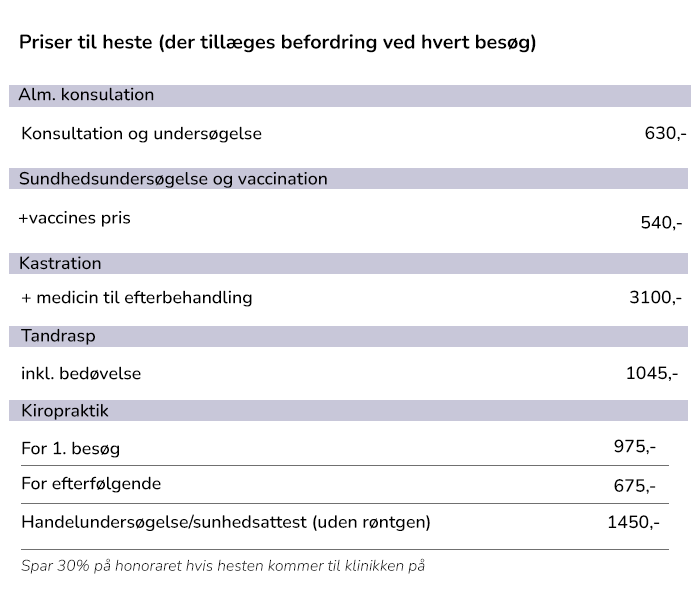 Priser til heste (der tillæges befordring ved hvert besøg)
Alm. konsulation
Konsultation og undersøgelse 630,-
Sundhedsundersøgelse og vaccination
+vaccines pris 540,-
Kastration
+ medicin til efterbehandling 3100,-
Tandrasp
inkl. bedøvelse 1045,-
Kiropraktik
For 1. besøg 975,-
For efterfølgende 675,-
Handelundersøgelse/sunhedsattest (uden røntgen) 1450,-
Spar 30% på honoraret hvis hesten kommer til klinikken på